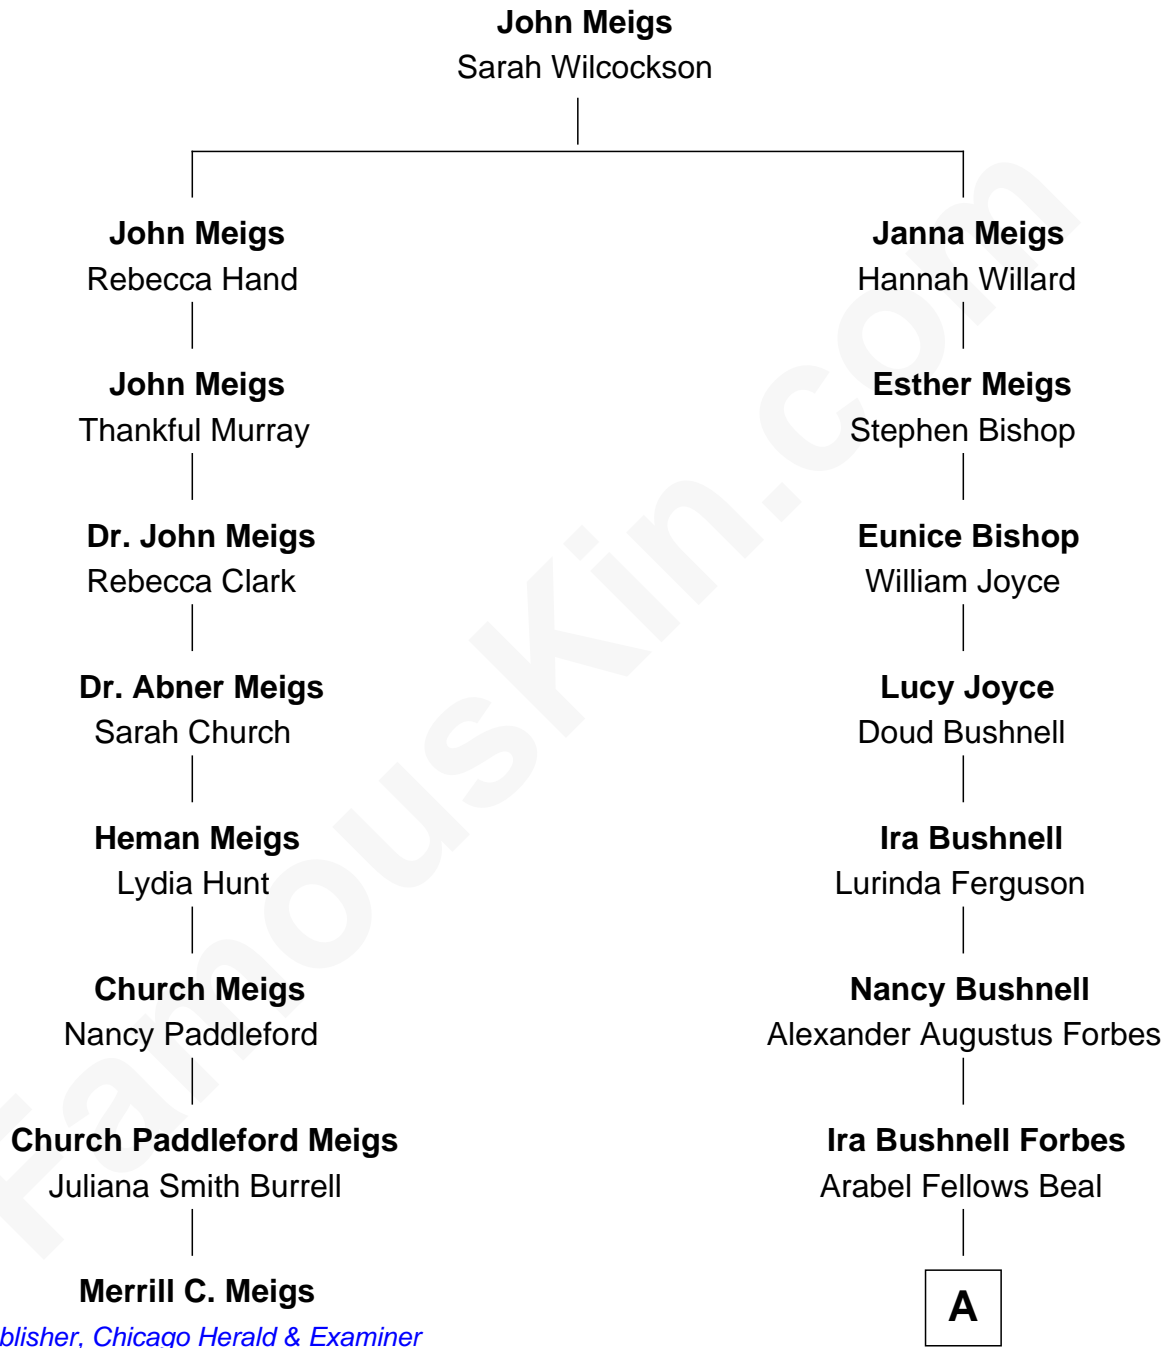 John Meigs
Sarah Wilcockson
John Meigs
Rebecca Hand
Janna Meigs
Hannah Willard
John Meigs
Thankful Murray
Esther Meigs
Stephen Bishop
Dr. John Meigs
Rebecca Clark
Eunice Bishop
William Joyce
Dr. Abner Meigs
Sarah Church
Lucy Joyce
Doud Bushnell
Heman Meigs
Lydia Hunt
Ira Bushnell
Lurinda Ferguson
Church Meigs
Nancy Paddleford
Nancy Bushnell
Alexander Augustus Forbes
Church Paddleford Meigs
Juliana Smith Burrell
Ira Bushnell Forbes
Arabel Fellows Beal
Merrill C. Meigs
blisher, Chicago Herald & Examiner
A
FamousKin.com